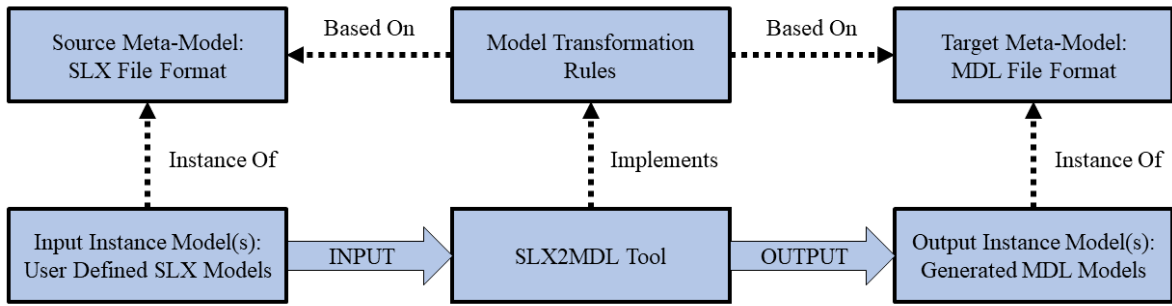 Source Meta-Model:
SLX File Format
Based On
Model Transformation
Rules
Based On
Target Meta-Model:
MDL File Format
Instance Of
Implements
Instance Of
Input Instance Model(s):
User Defined SLX Models
INPUT
SLX2MDL Tool
OUTPUT
Output Instance Model(s):
Generated MDL Models